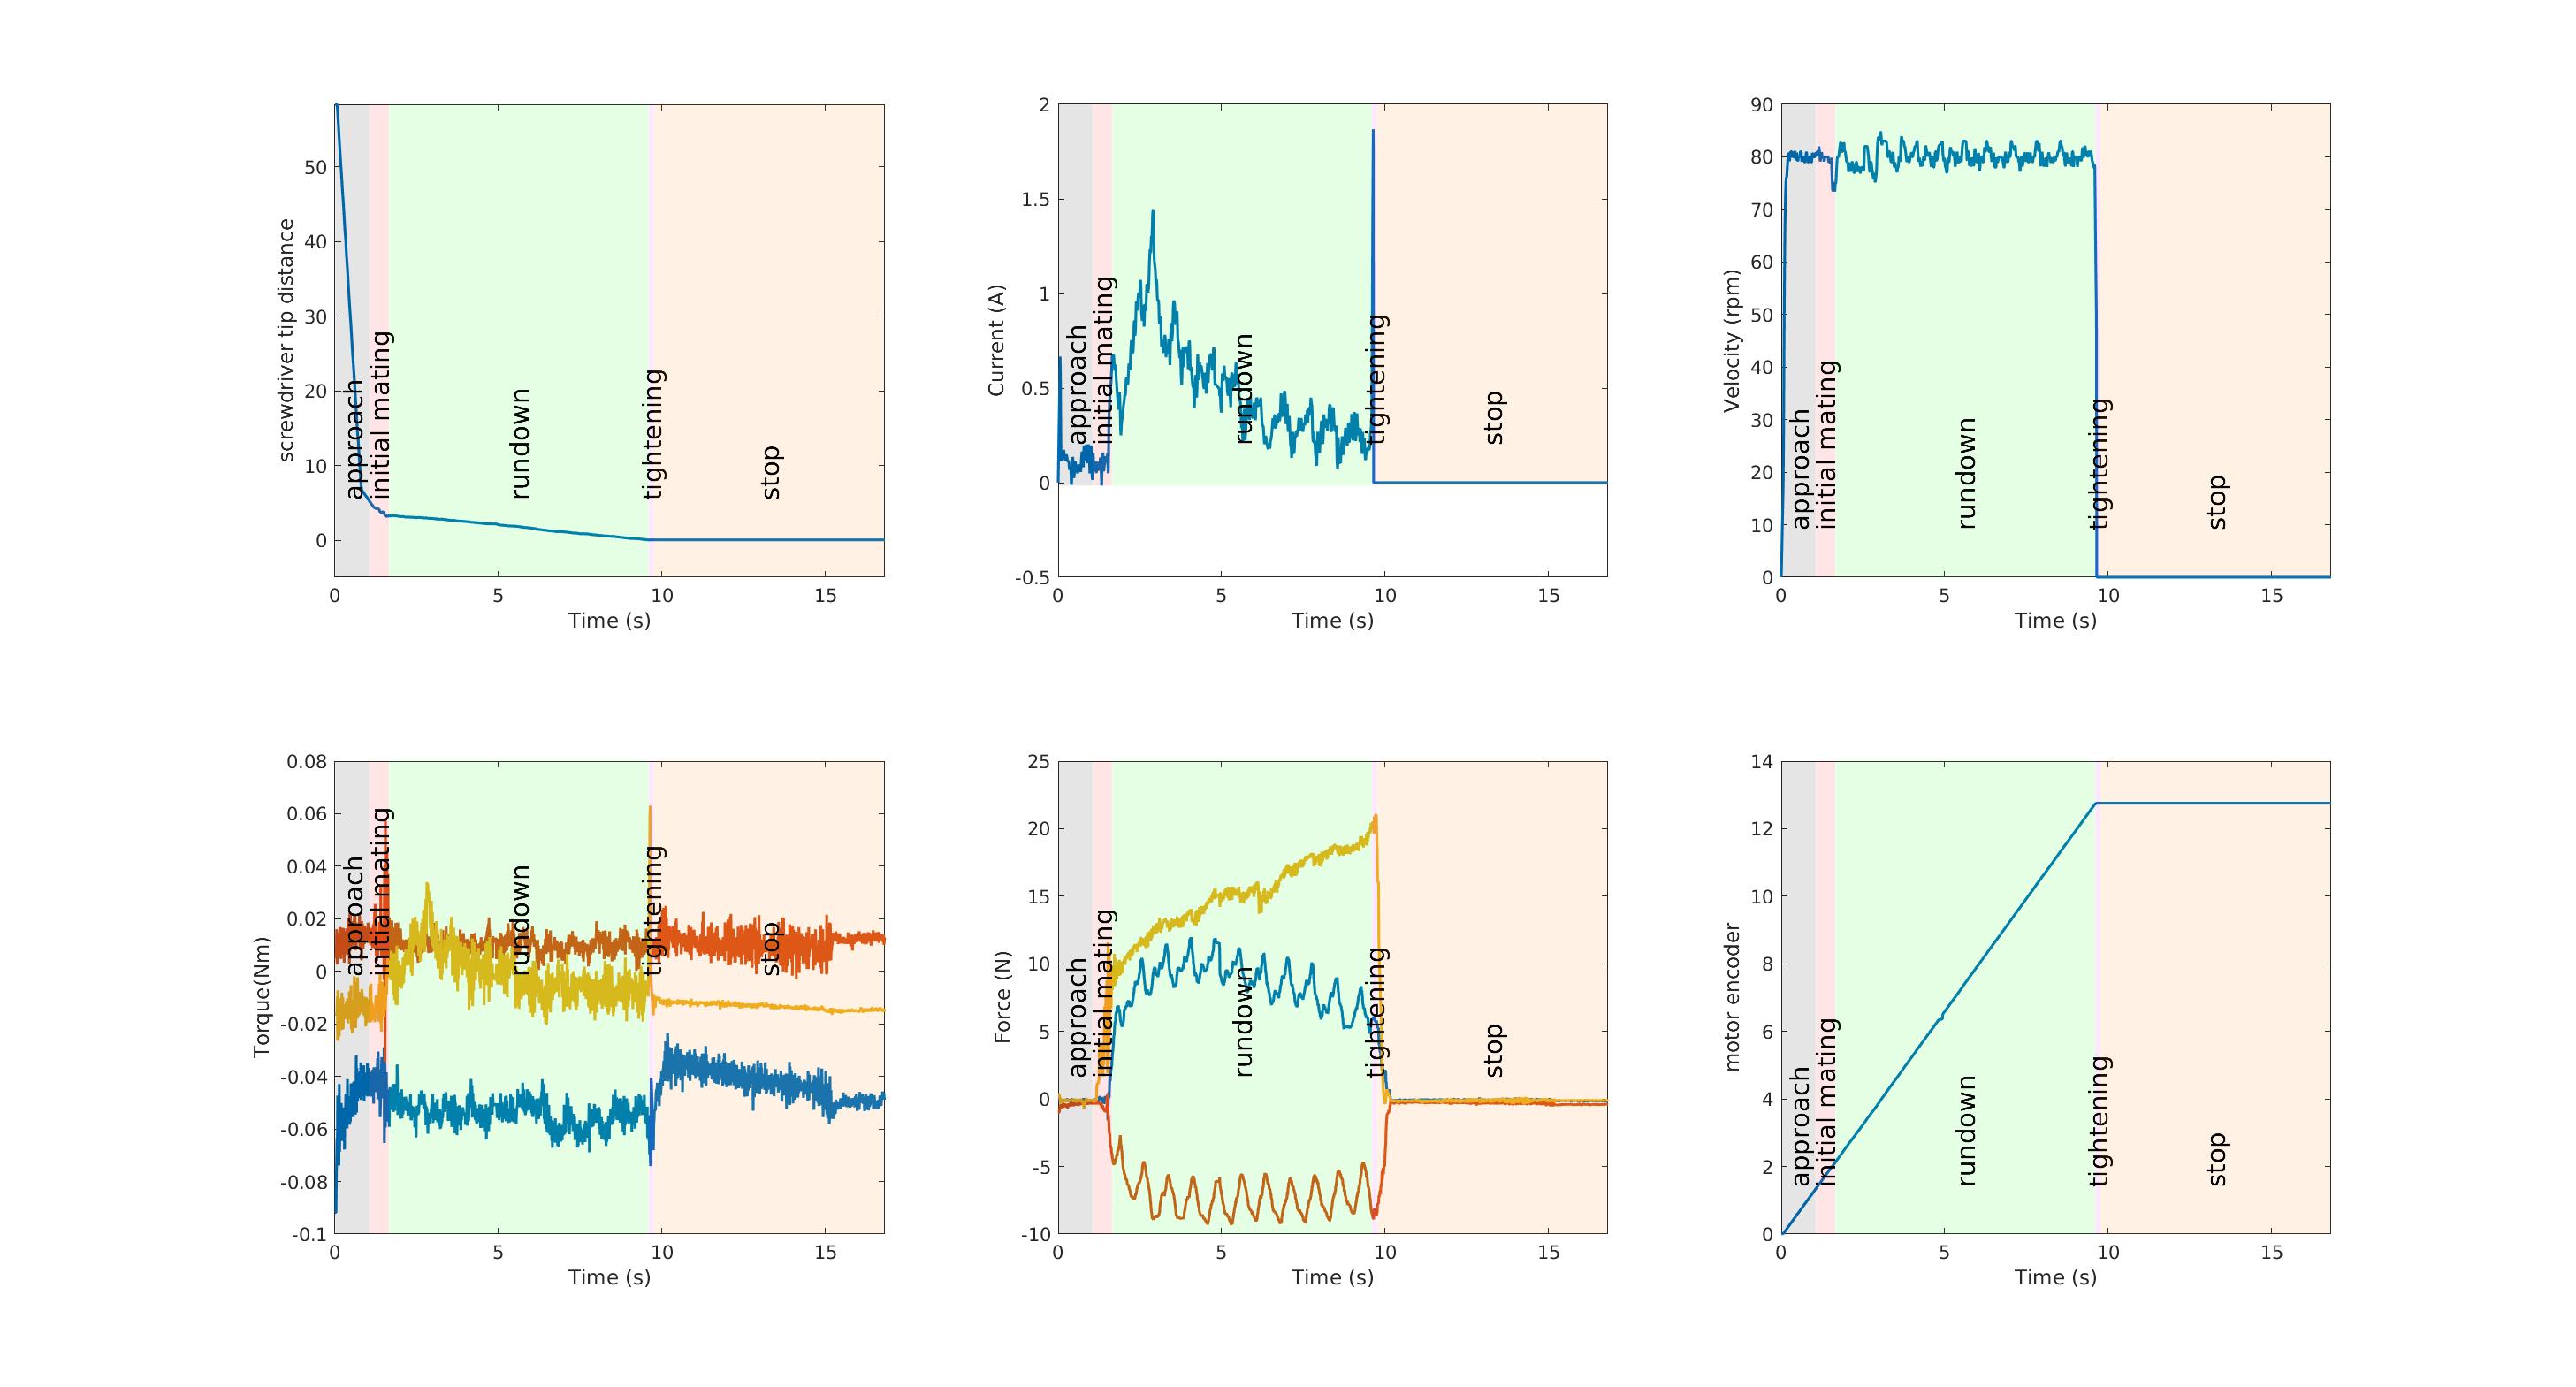 screwdriver tip distance
50
40
30
20
10
0
approach
initial mating
rundown
tightening
stop
0
5
10
15
Time (s)
Current (A)
2
1.5
1
0.5
0
-0.5
approach
initial mating
rundown
tightening
stop
0
5
10
15
Time (s)
Velocity (rpm)
90
80
70
60
50
40
30
20
10
0
approach
initial mating
rundown
tightening
stop
0
5
10
15
Time (s)
Torque(Nm)
0.08
0.06
0.04
0.02
0
-0.02
-0.04
-0.06
-0.08
-0.1
approach
initial mating
rundown
tightening
stop
0
5
10
15
Time (s)
Force (N)
25
20
15
10
5
0
-5
-10
approach
initial mating
rundown
tightening
stop
0
5
10
15
Time (s)
motor encoder
14
12
10
8
6
4
2
0
approach
initial mating
rundown
tightening
stop
0
5
10
15
Time (s)